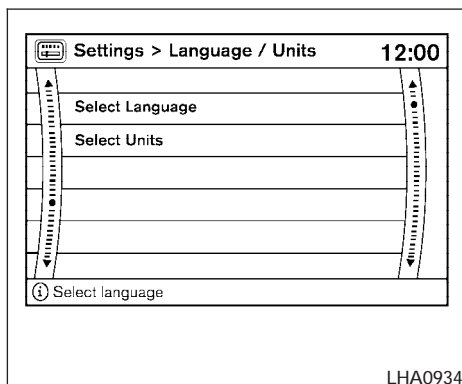 Settings > Language / Units 12:00
Select Language
Select Units
i Select language
LHA0934